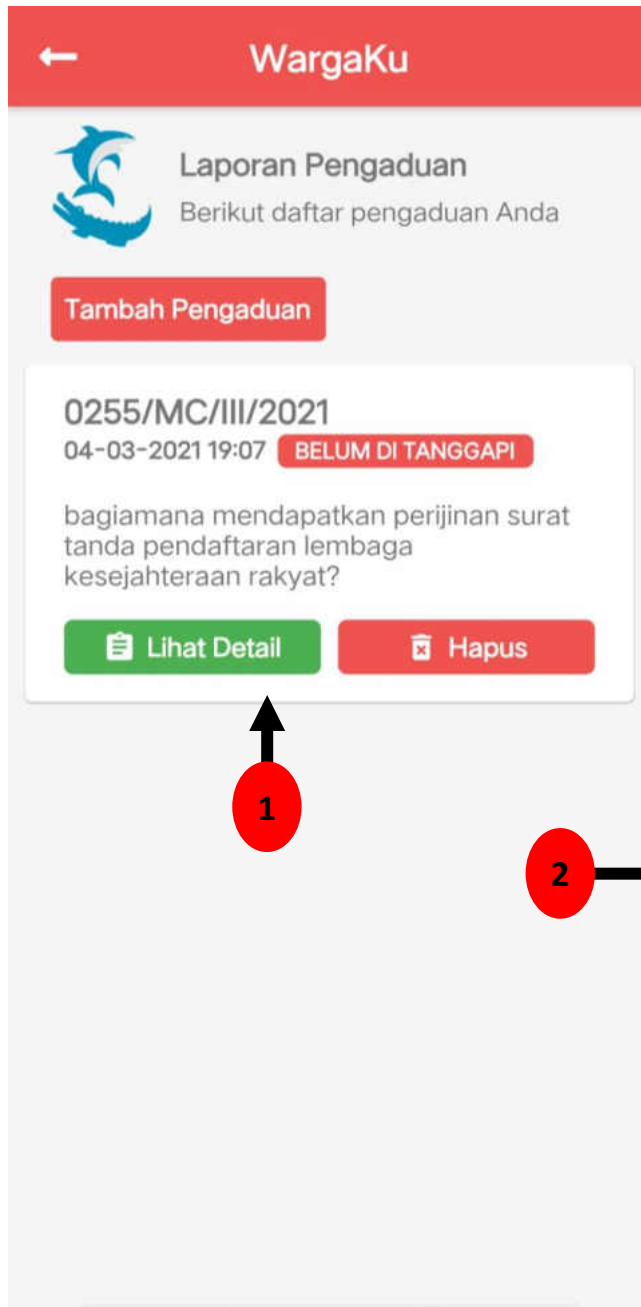 WargaKu
Laporan Pengaduan
Berikut daftar pengaduan Anda
Tambah Pengaduan
0255/MC/III/2021
04-03-2021 19:07 BELUM DI TANGGAPI
bagiamana mendapatkan perijinan surat
tanda pendaftaran lembaga
kesejahteraan rakyat?
Lihat Detail Hapus
1
2